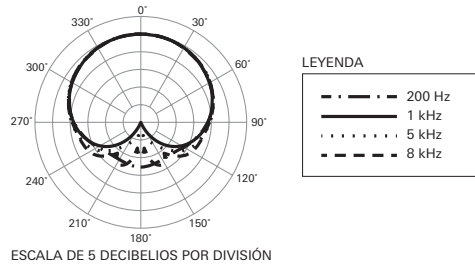 0˚
330˚
30˚
300˚
60˚
270˚
90˚
240˚
120˚
210˚
150˚
180˚
ESCALA DE 5 DECIBELIOS POR DIVISIÓN
LEYENDA
200 Hz
1 kHz
5 kHz
8 kHz